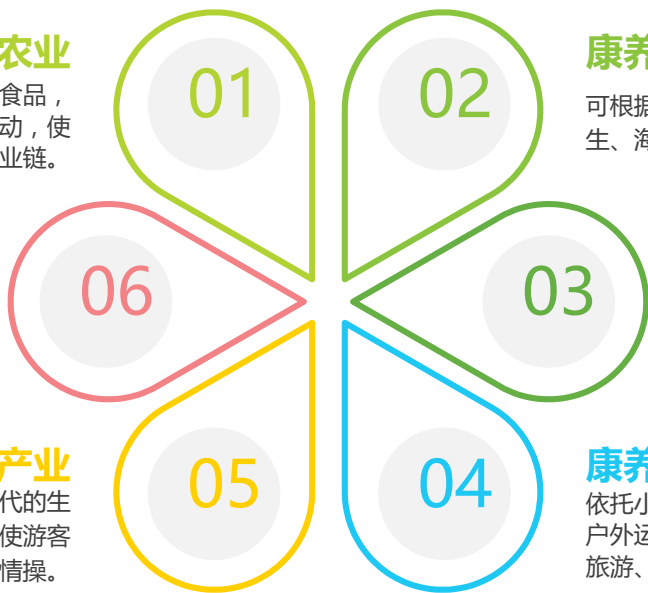 农业
食品，
动，使
业链。
01
02
康养
可根据
生、海
06
03
产业
代的生
使游客
情操。
05
04
康养
依托小
户外运
旅游、